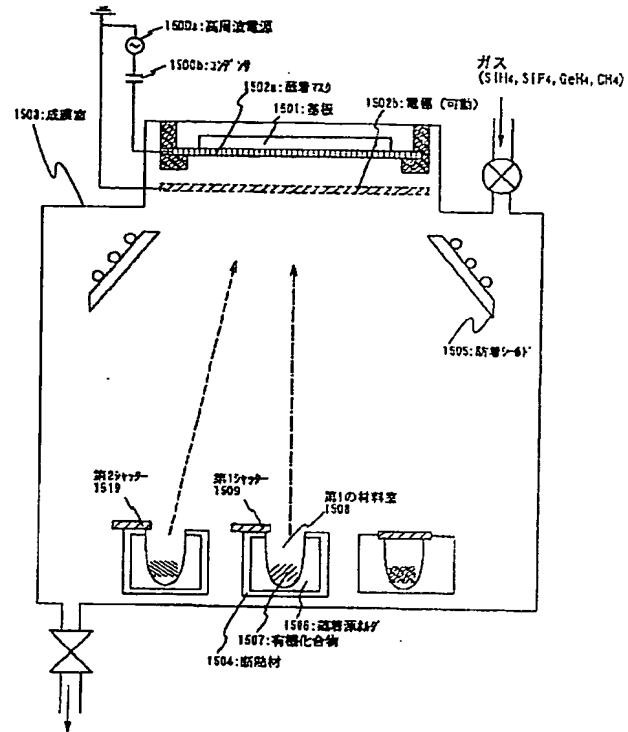 1500a:高周波電源
1500b:コンデンサ
1502a:蒸着マスク
1501:基板
1502b:電極(可動)
ガス
(SiH4, SiF4, GeH4, CH4)
1503:成膜室
1505:防着シールド
第2シャッター
1519
第1シャッター
1509
第1の材料室
1508
1506:蒸着源ホルダ
1507:有機化合物
1504:断熱材